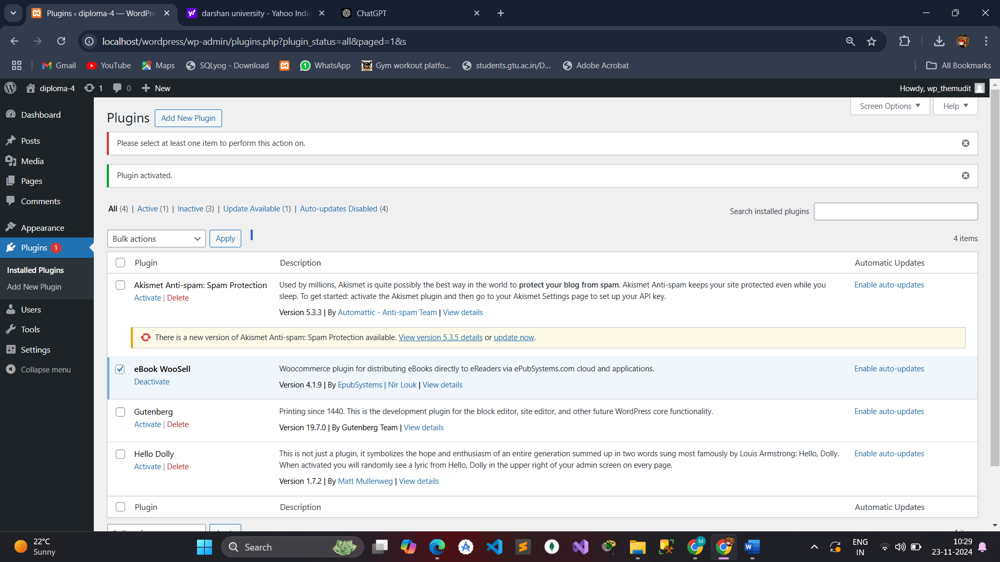 Plugins ‹ diploma-4 — WordPre
darshan university - Yahoo India
ChatGPT
localhost/wordpress/wp-admin/plugins.php?plugin_status=all&paged=1&s
Gmail
YouTube
Maps
SQLyog - Download
WhatsApp
Gym workout platfo...
students.gtu.ac.in/D...
Adobe Acrobat
All Bookmarks
diploma-4
1
0
New
Howdy, wp_themudit
Dashboard
Posts
Media
Pages
Comments
Appearance
Plugins 1
Installed Plugins
Add New Plugin
Users
Tools
Settings
Collapse menu
Screen Options
Help
Plugins
Add New Plugin
Please select at least one item to perform this action on.
Plugin activated.
All (4) | Active (1) | Inactive (3) | Update Available (1) | Auto-updates Disabled (4)
Search installed plugins
Bulk actions
Apply
4 items
Plugin
Description
Automatic Updates
Akismet Anti-spam: Spam Protection
Activate | Delete
Used by millions, Akismet is quite possibly the best way in the world to protect your blog from spam. Akismet Anti-spam keeps your site protected even while you
sleep. To get started: activate the Akismet plugin and then go to your Akismet Settings page to set up your API key.
Version 5.3.3 | By Automattic - Anti-spam Team | View details
Enable auto-updates
There is a new version of Akismet Anti-spam: Spam Protection available. View version 5.3.5 details or update now.
eBook WooSell
Deactivate
Woocommerce plugin for distributing eBooks directly to eReaders via ePubSystems.com cloud and applications.
Version 4.1.9 | By EpubSystems | Nir Louk | View details
Enable auto-updates
Gutenberg
Activate | Delete
Printing since 1440. This is the development plugin for the block editor, site editor, and other future WordPress core functionality.
Version 19.7.0 | By Gutenberg Team | View details
Enable auto-updates
Hello Dolly
Activate | Delete
This is not just a plugin, it symbolizes the hope and enthusiasm of an entire generation summed up in two words sung most famously by Louis Armstrong: Hello, Dolly.
When activated you will randomly see a lyric from Hello, Dolly in the upper right of your admin screen on every page.
Version 1.7.2 | By Matt Mullenweg | View details
Enable auto-updates
Plugin
Description
Automatic Updates
22°C
Sunny
Search
ENG
IN
10:29
23-11-2024